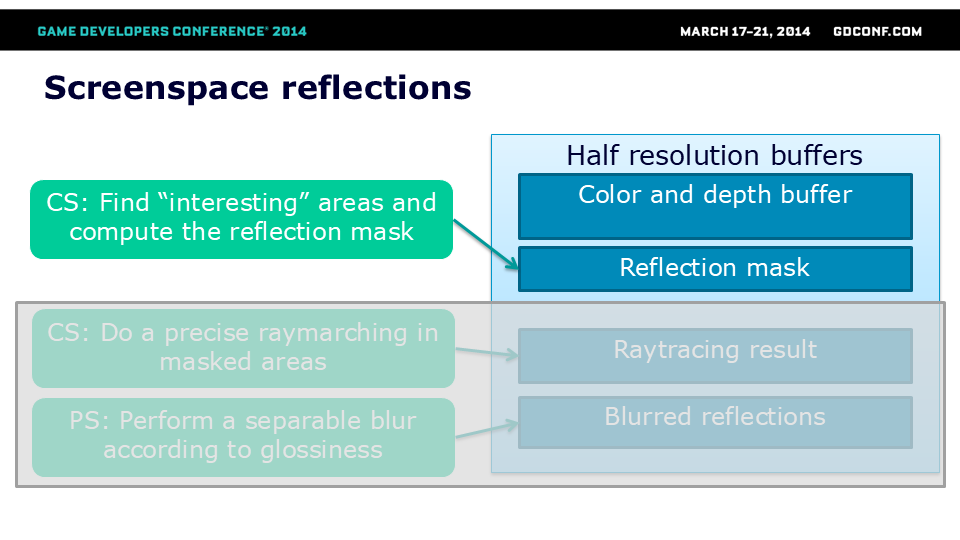 GAME DEVELOPERS CONFERENCE® 2014
MARCH 17–21, 2014 GDCONF.COM
Screenspace reflections
Half resolution buffers
CS: Find “interesting” areas and
compute the reflection mask
Color and depth buffer
Reflection mask
CS: Do a precise raymarching in
masked areas
Raytracing result
PS: Perform a separable blur
according to glossiness
Blurred reflections